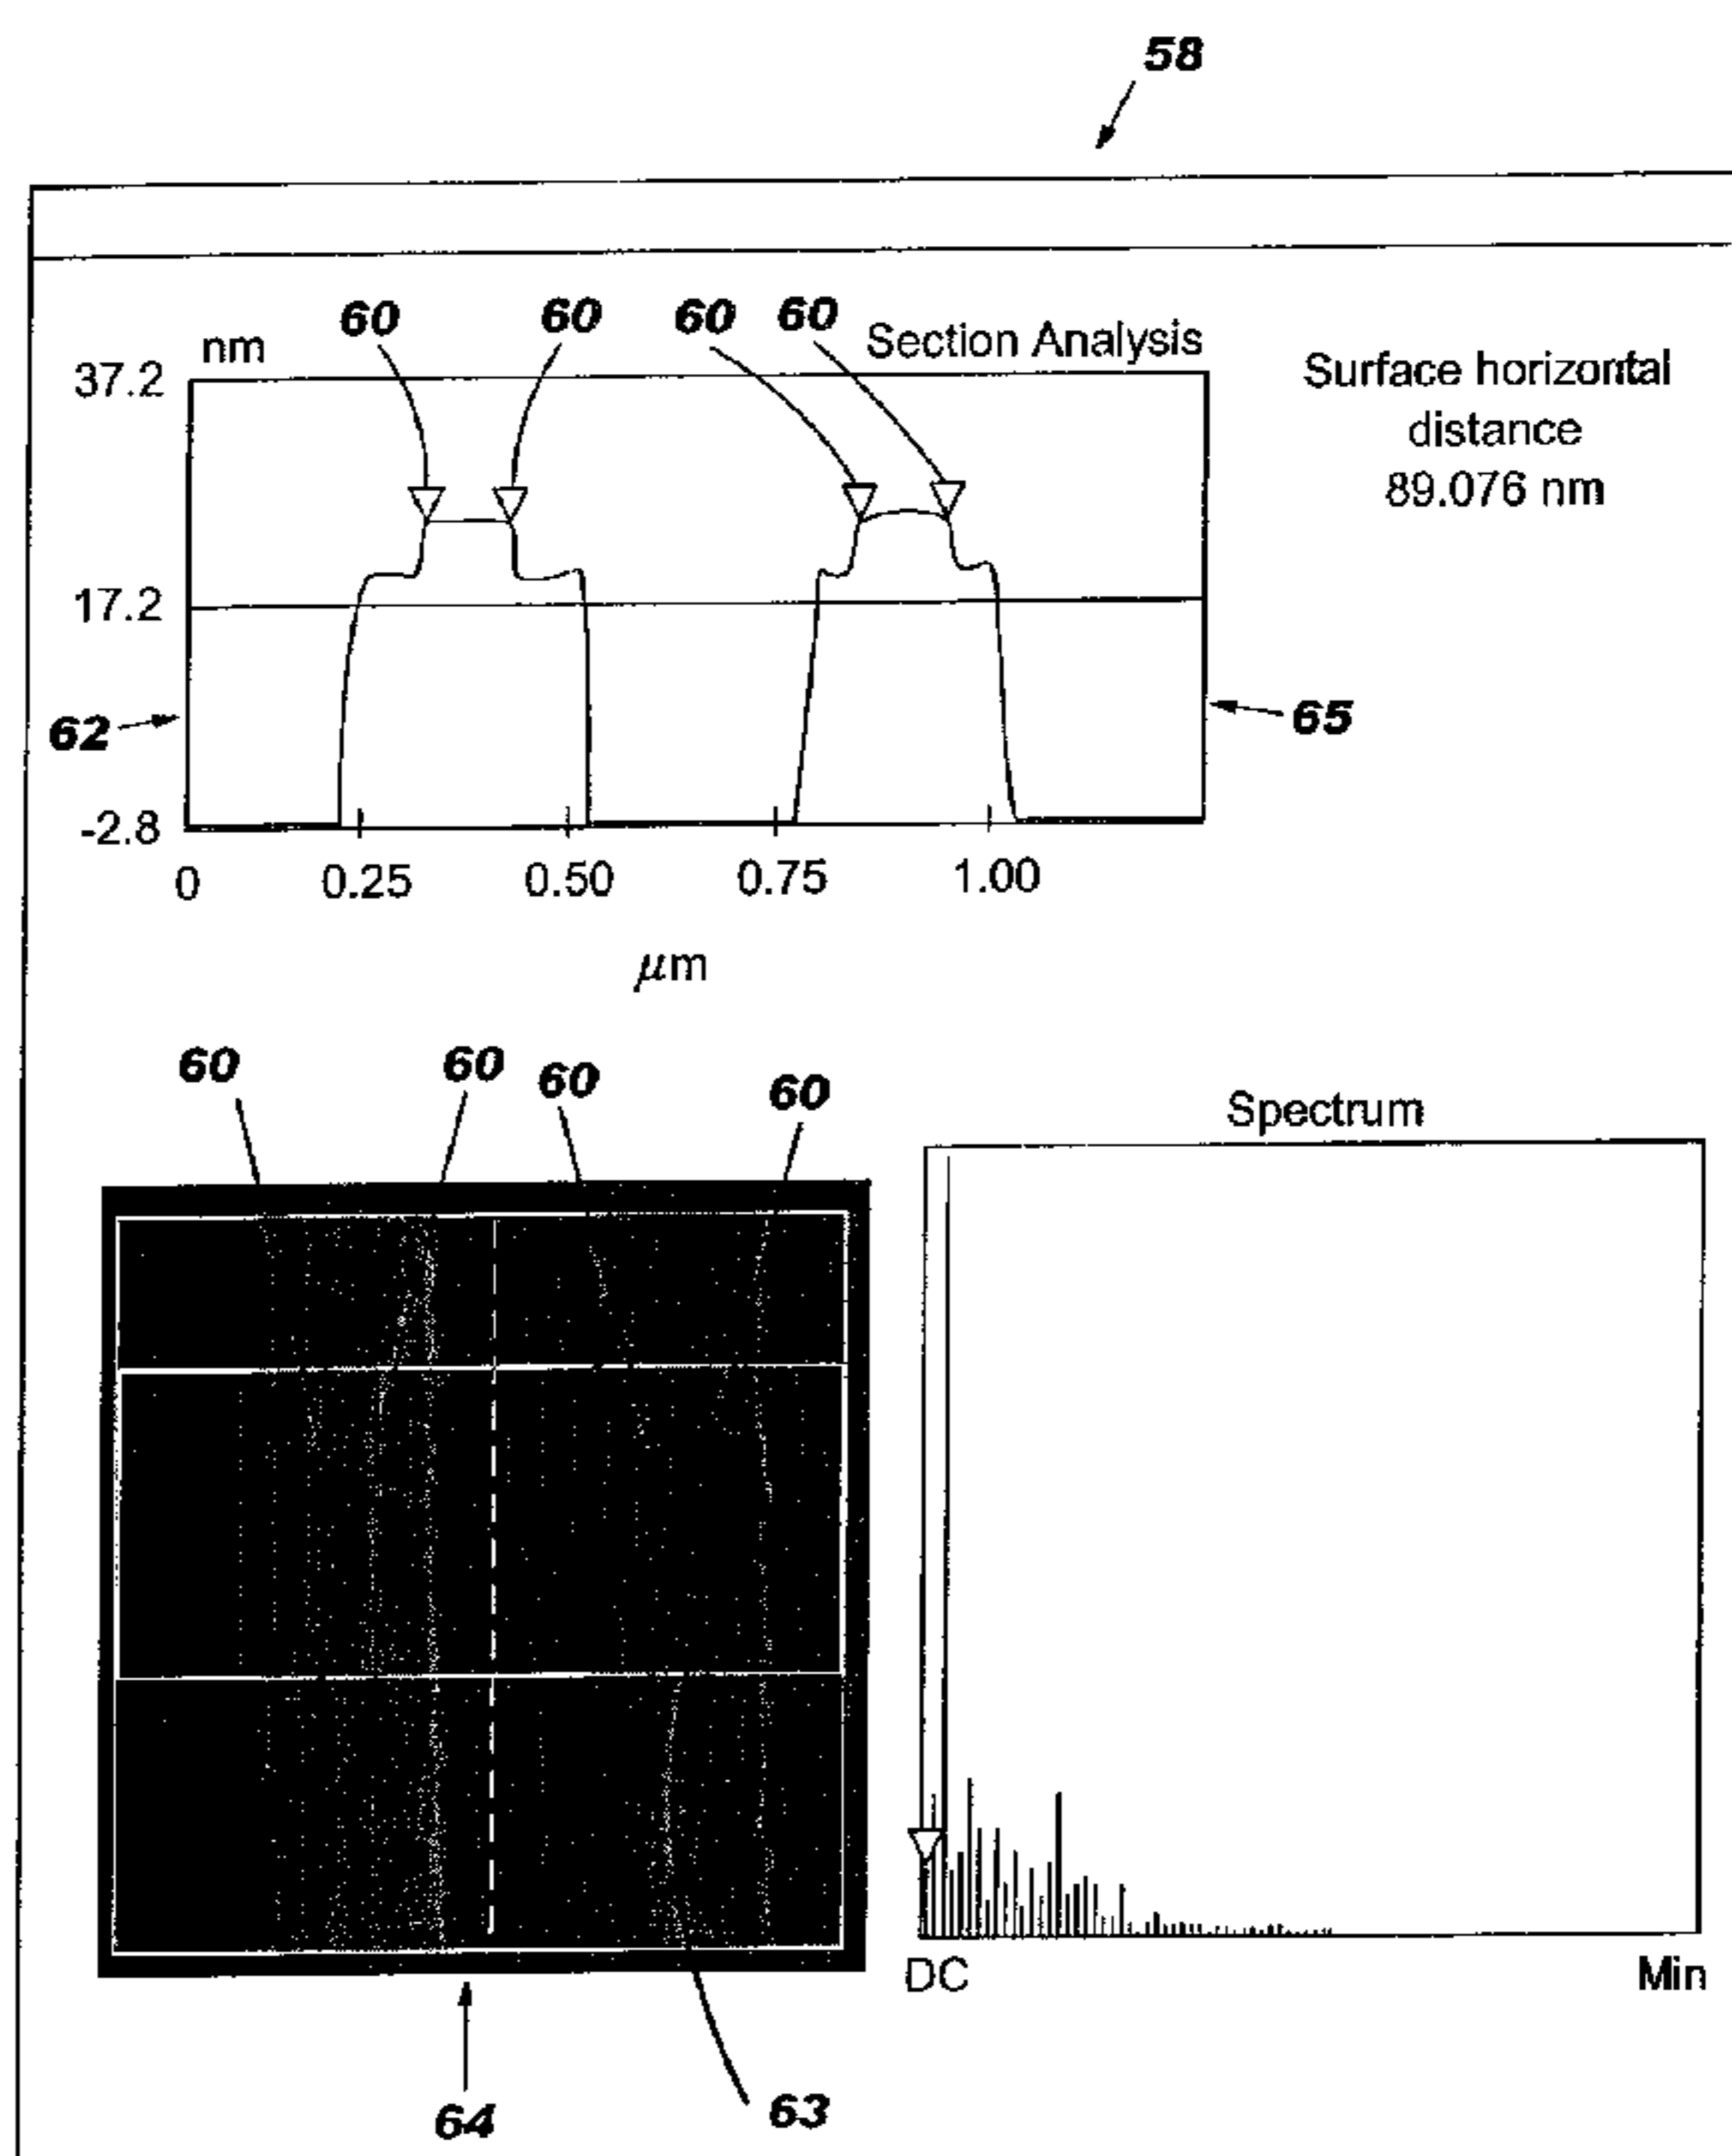 58
60 60 60 60
nm
Section Analysis
37.2
17.2
-2.8
Surface horizontal
distance
89.076 nm
62
65
0 0.25 0.50 0.75 1.00
μm
60 60 60 60
Spectrum
DC
Min
64
63